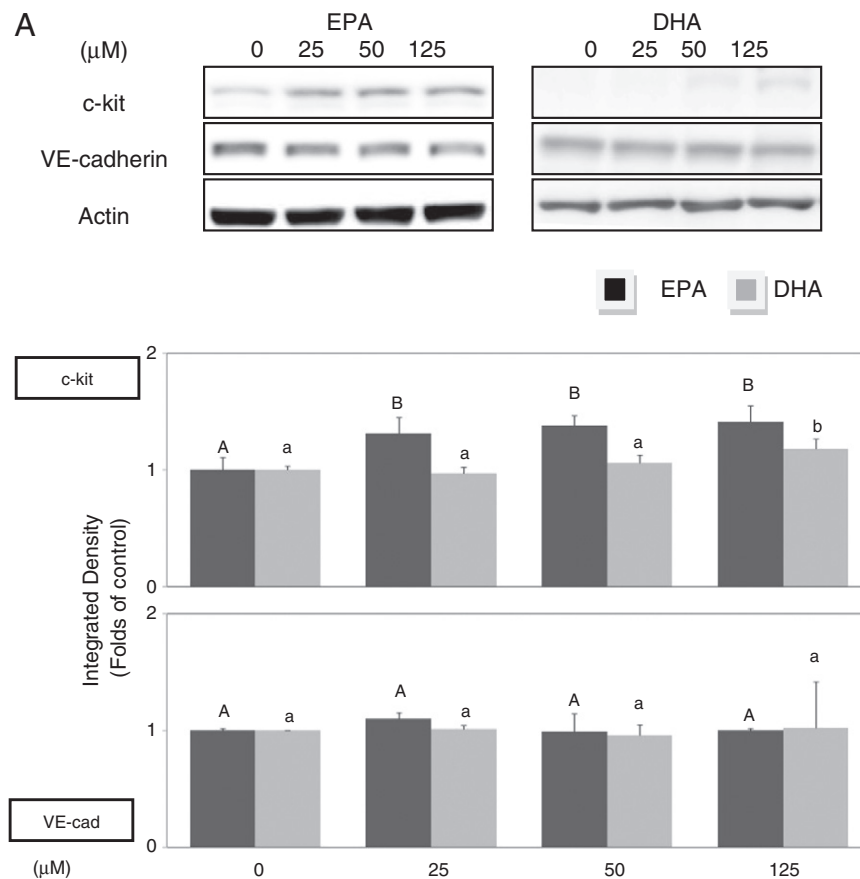 A
EPA DHA
(μM) 0 25 50 125 0 25 50 125
c-kit
VE-cadherin
Actin
EPA DHA
c-kit
2
1
0
A a B a B a B b
Integrated Density
(Folds of control)
2
1
0
A a A a A a A a
VE-cad
(μM) 0 25 50 125